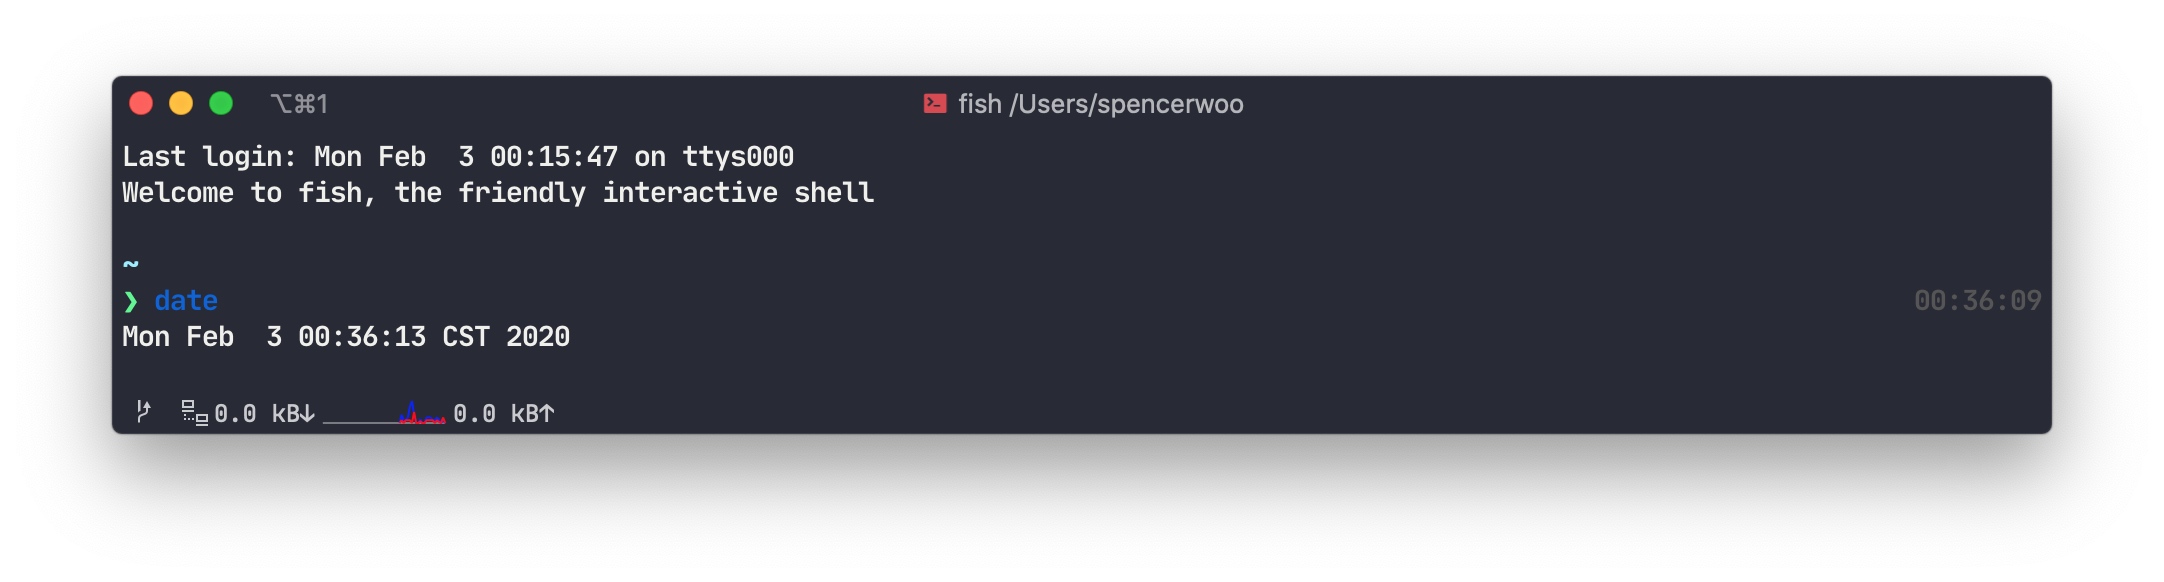 ⌥⌘1 fish /Users/spencerwoo
Last login: Mon Feb  3 00:15:47 on ttys000
Welcome to fish, the friendly interactive shell
~
❯ date 00:36:09
Mon Feb  3 00:36:13 CST 2020
0.0 kB↓ 0.0 kB↑